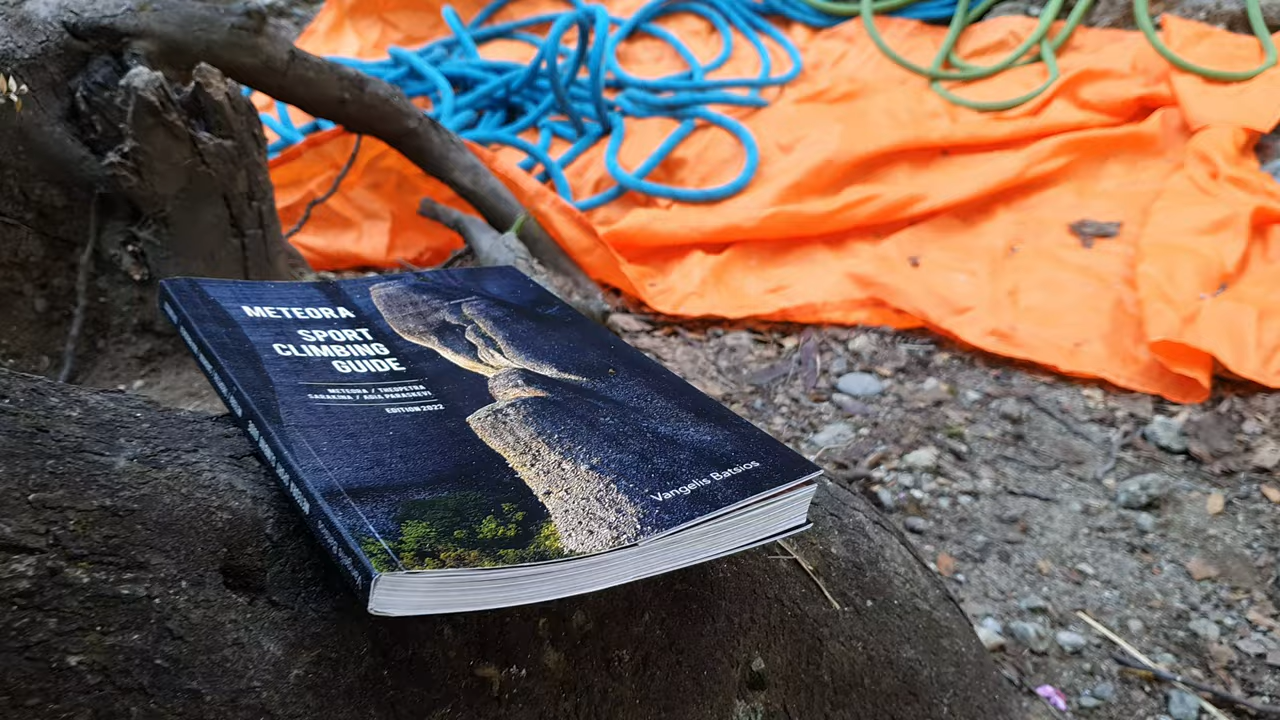 METEORA
SPORT
CLIMBING
GUIDE
METEORA / THEOPETRA
SARAKINA / AGIA PARASKEVI
EDITION 2022
Vangelis Batsios